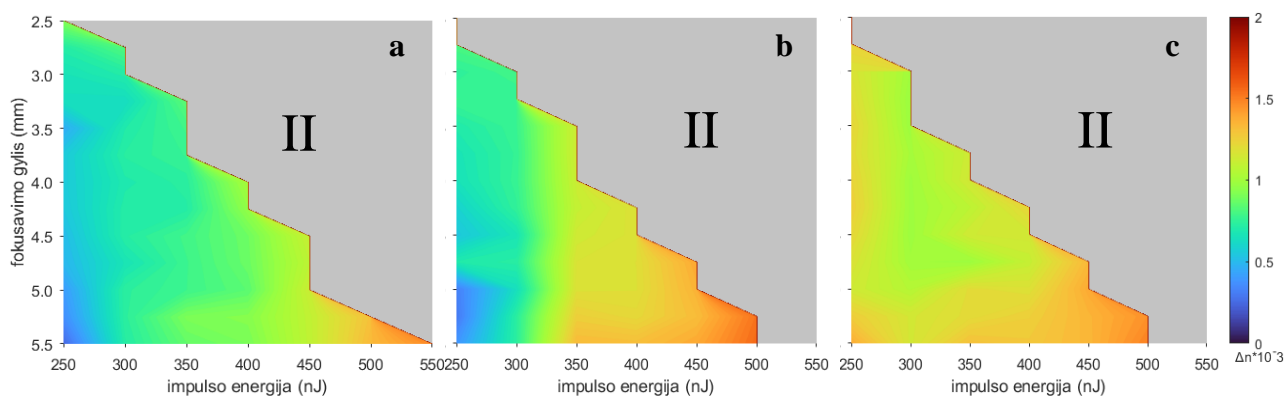 a
b
c
II
II
II
fokusavimo gylis (mm)
2.5
3.0
3.5
4.0
4.5
5.0
5.5
250 300 350 400 450 500 550
impulso energija (nJ)
250 300 350 400 450 500 550
impulso energija (nJ)
250 300 350 400 450 500 550
impulso energija (nJ)
2
1.5
1
0.5
0
Δn*10⁻3